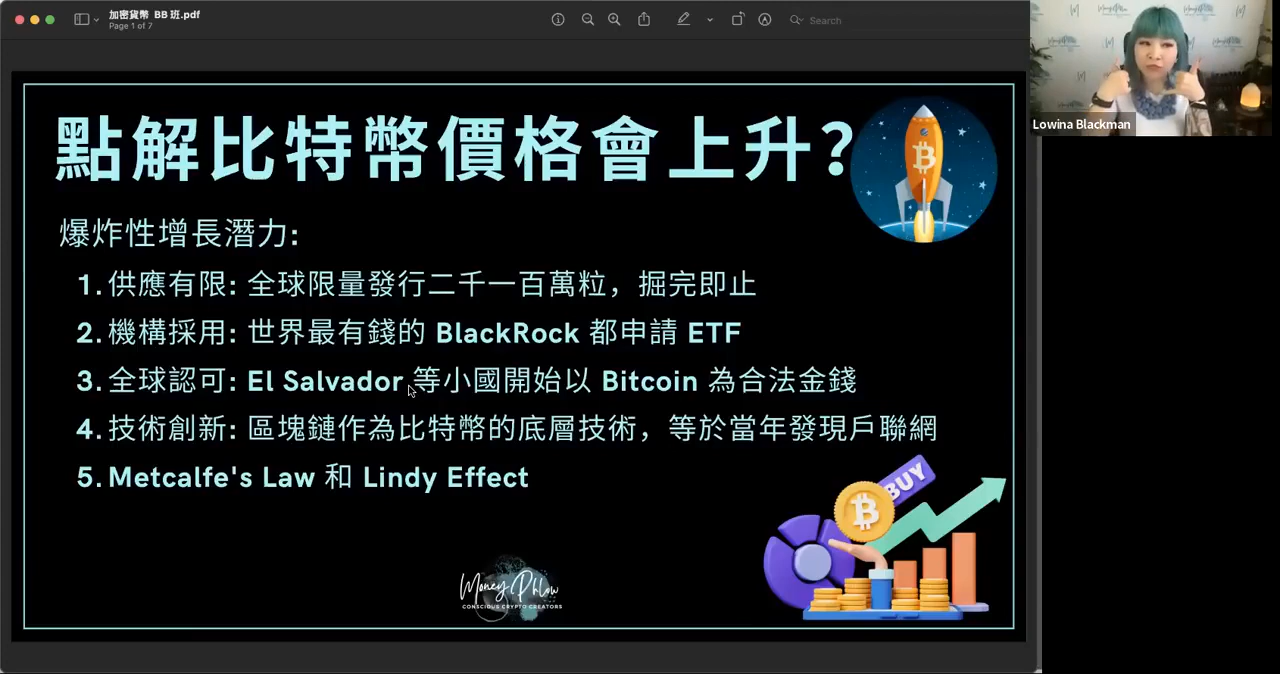 加密貨幣 BB 班.pdf
Page 1 of 7
Search
Lowina Blackman
點解比特幣價格會上升?
爆炸性增長潛力:
1. 供應有限: 全球限量發行二千一百萬粒，掘完即止
2. 機構採用: 世界最有錢的 BlackRock 都申請 ETF
3. 全球認可: El Salvador 等小國開始以 Bitcoin 為合法金錢
4. 技術創新: 區塊鏈作為比特幣的底層技術，等於當年發現戶聯網
5. Metcalfe's Law 和 Lindy Effect
BUY
Money Phlow
CONSCIOUS CRYPTO CREATORS